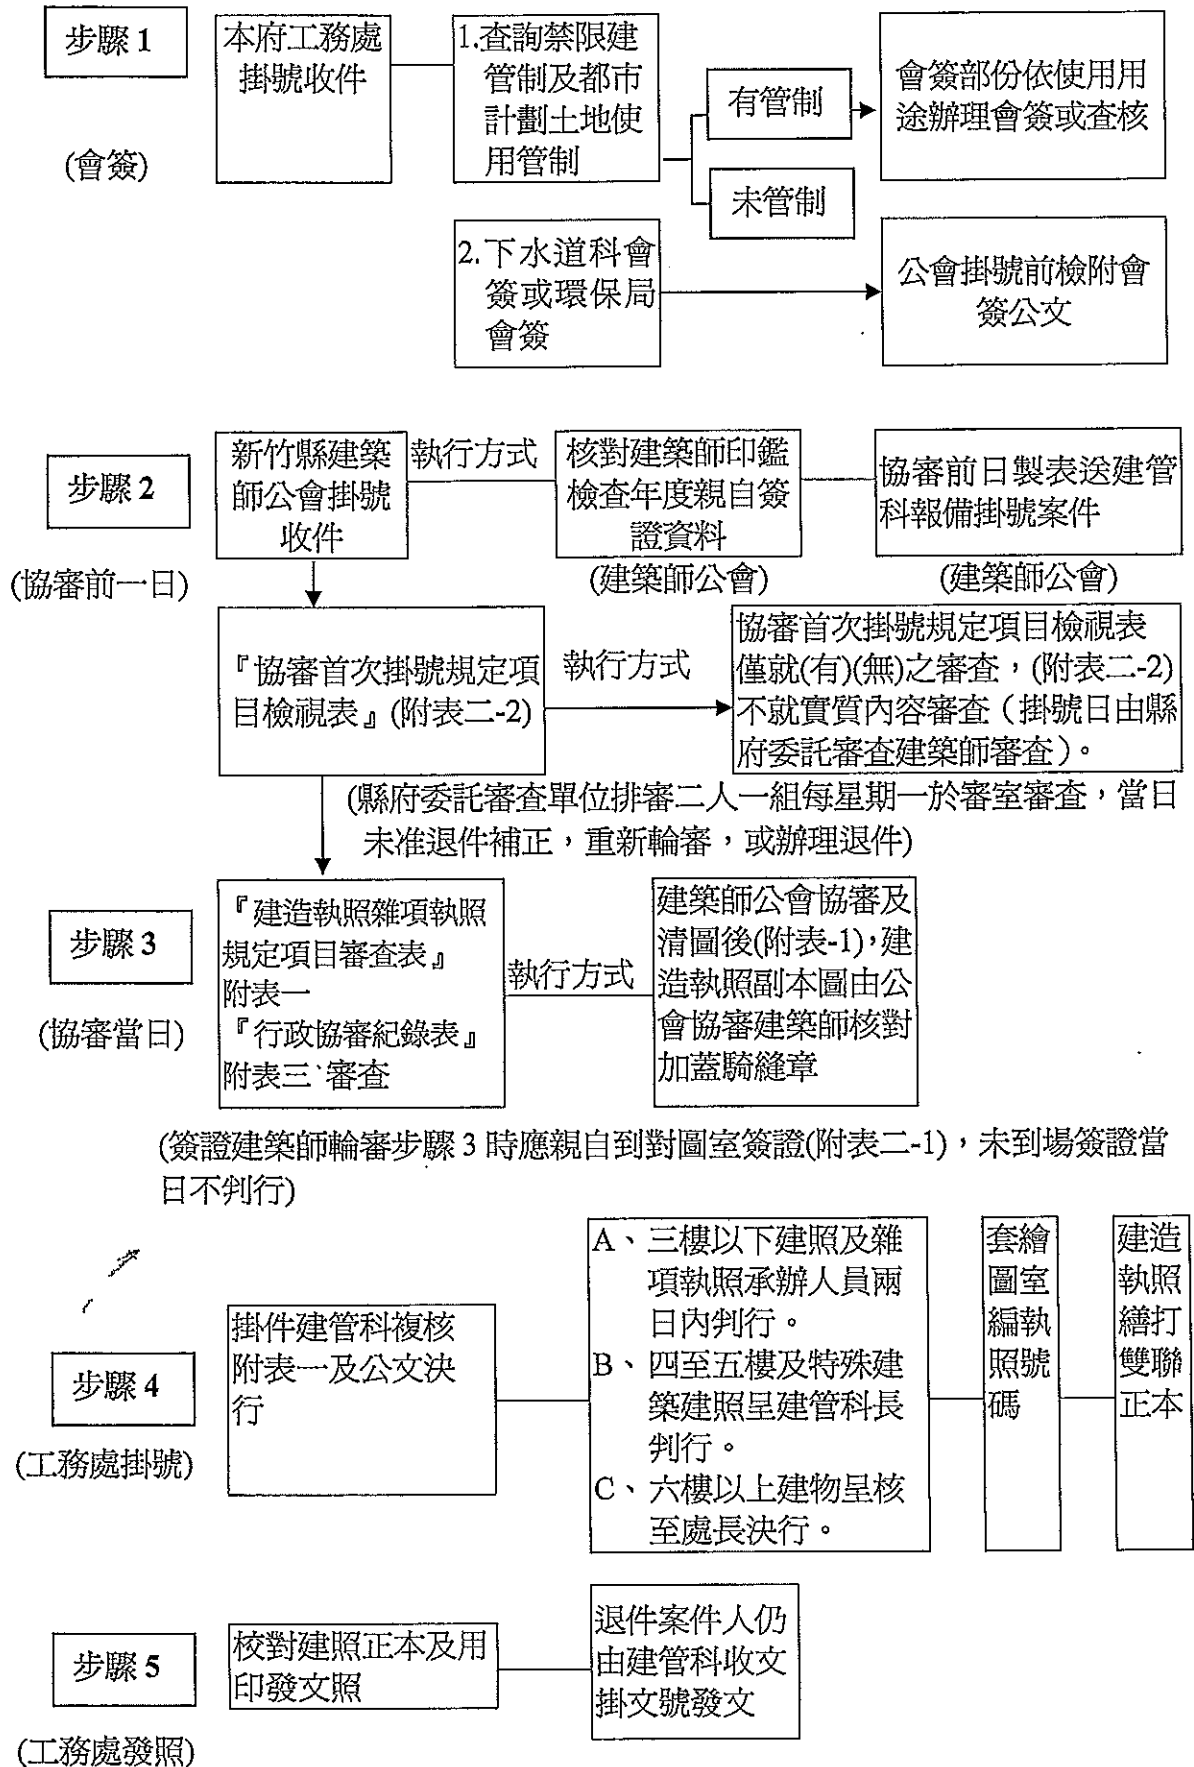 步驟 1
(會簽)
本府工務處
掛號收件
1.查詢禁限建
管制及都市
計劃土地使
用管制
有管制
未管制
會簽部份依使用用
途辦理會簽或查核
2.下水道科會
簽或環保局
會簽
公會掛號前檢附會
簽公文
步驟 2
(協審前一日)
新竹縣建築
師公會掛號
收件
執行方式
核對建築師印鑑
檢查年度親自簽
證資料
(建築師公會)
協審前日製表送建管
科報備掛號案件
(建築師公會)
『協審首次掛號規定項
目檢視表』(附表二-2)
執行方式
協審首次掛號規定項目檢視表
僅就(有)(無)之審查，(附表二-2)
不就實質內容審查（掛號日由縣
府委託審查建築師審查）。
(縣府委託審查單位排審二人一組每星期一於審室審查，當日
未准退件補正，重新輪審，或辦理退件)
步驟 3
(協審當日)
『建造執照雜項執照
規定項目審查表』
附表一
『行政協審紀錄表』
附表三、審查
執行方式
建築師公會協審及
清圖後(附表-1)，建
造執照副本圖由公
會協審建築師核對
加蓋騎縫章
(簽證建築師輪審步驟 3 時應親自到對圖室簽證(附表二-1)，未到場簽證當
日不判行)
步驟 4
(工務處掛號)
掛件建管科複核
附表一及公文決
行
A、三樓以下建照及雜
項執照承辦人員兩
日內判行。
B、四至五樓及特殊建
築建照呈建管科長
判行。
C、六樓以上建物呈核
至處長決行。
套繪
圖室
編執
照號
碼
建造
執照
繕打
雙聯
正本
步驟 5
(工務處發照)
校對建照正本及用
印發文照
退件案件人仍
由建管科收文
掛文號發文